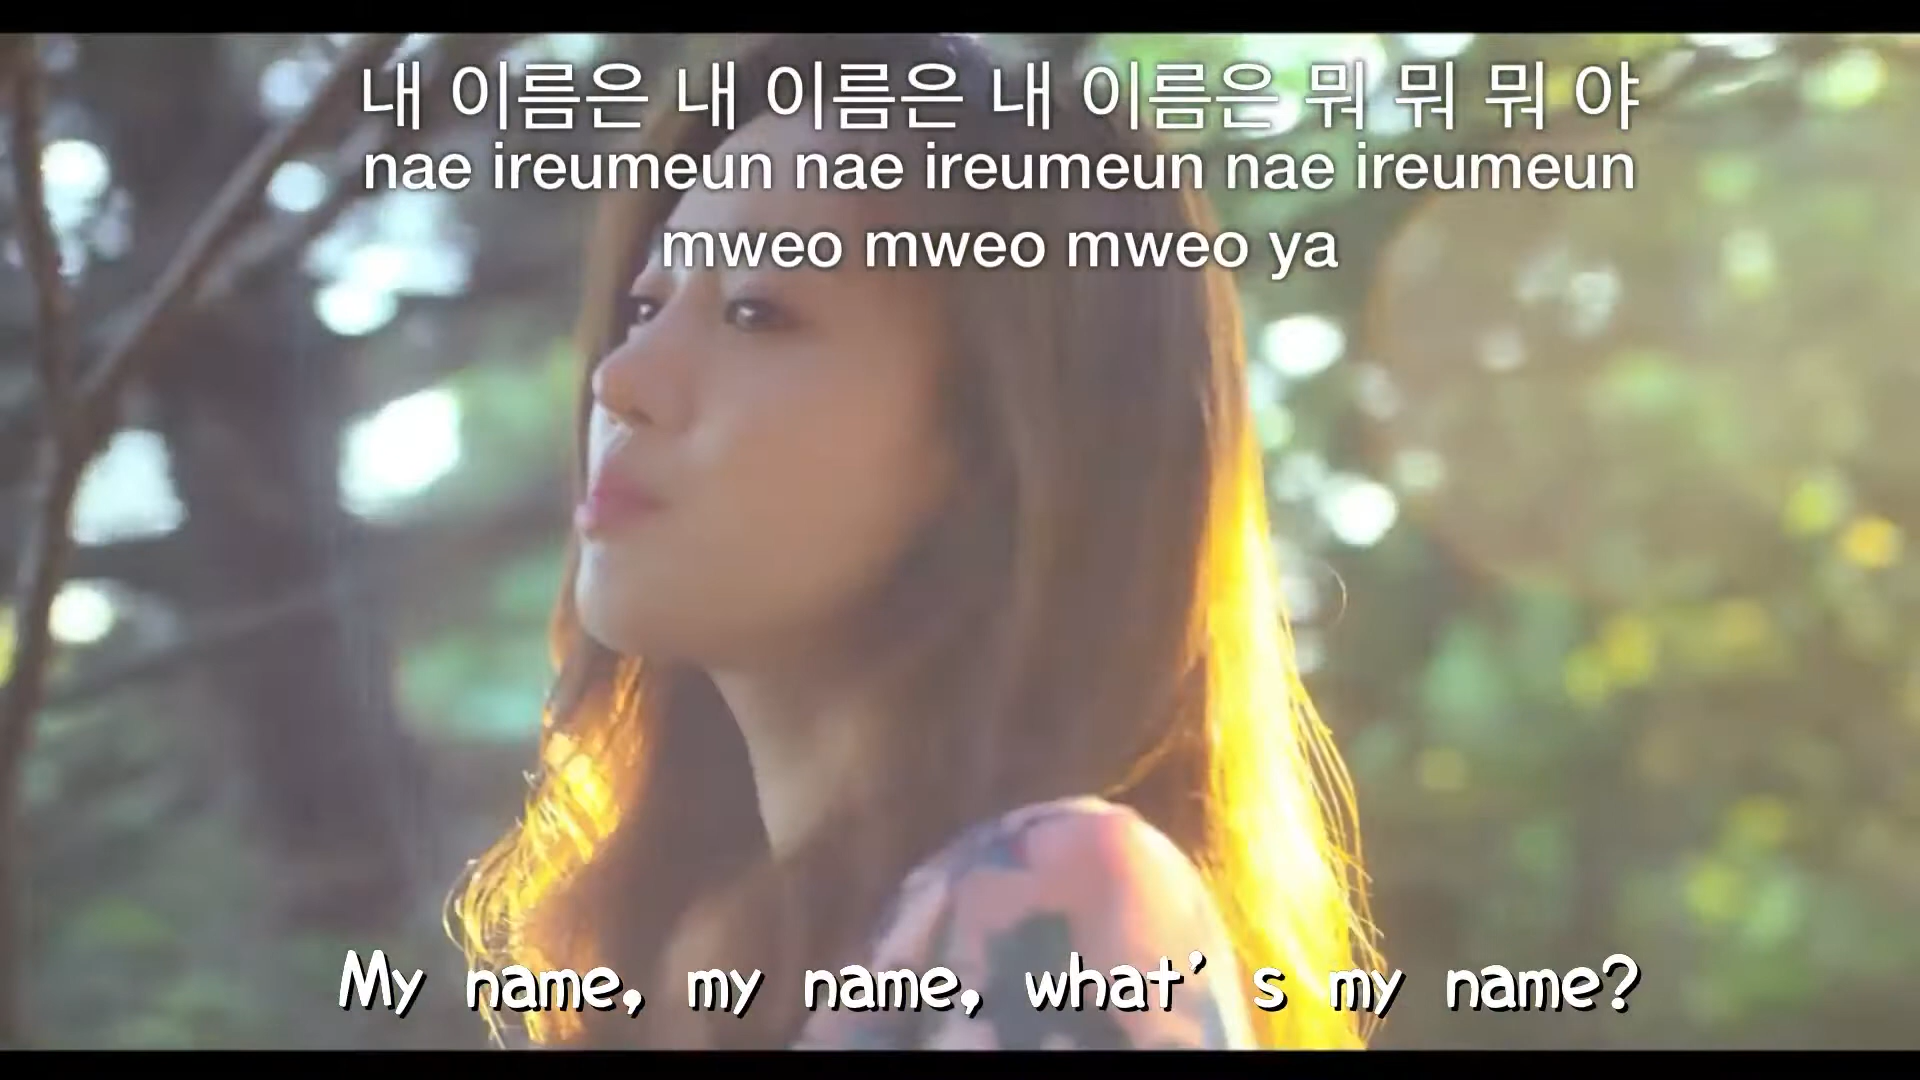 내 이름은 내 이름은 내 이름은 뭐 뭐 뭐 야
nae ireumeun nae ireumeun nae ireumeun
mweo mweo mweo ya
My name, my name, what's my name?